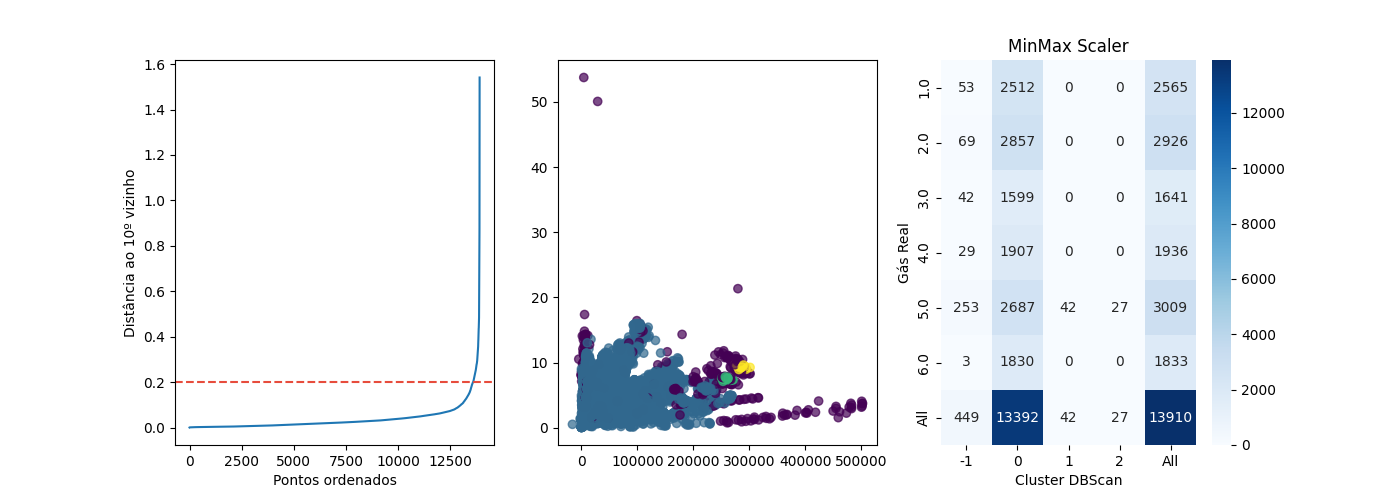 1.6
1.4
1.2
1.0
0.8
0.6
0.4
0.2
0.0
Distância ao 10º vizinho
0 2500 5000 7500 10000 12500
Pontos ordenados
50
40
30
20
10
0
0 100000 200000 300000 400000 500000
MinMax Scaler
Gás Real
1.0 53 2512 0 0 2565
2.0 69 2857 0 0 2926
3.0 42 1599 0 0 1641
4.0 29 1907 0 0 1936
5.0 253 2687 42 27 3009
6.0 3 1830 0 0 1833
All 449 13392 42 27 13910
-1 0 1 2 All
Cluster DBScan
12000
10000
8000
6000
4000
2000
0